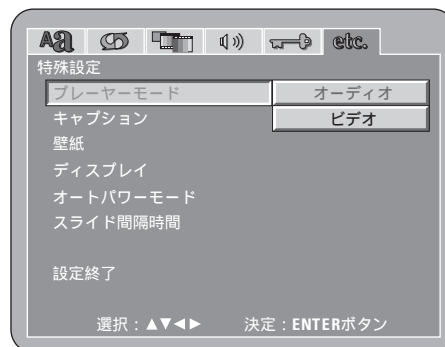 Aあ etc.
特殊設定
プレーヤーモード オーディオ
キャプション ビデオ
壁紙
ディスプレイ
オートパワーモード
スライド間隔時間
設定終了
選択：▲▼◀▶ 決定：ENTERボタン